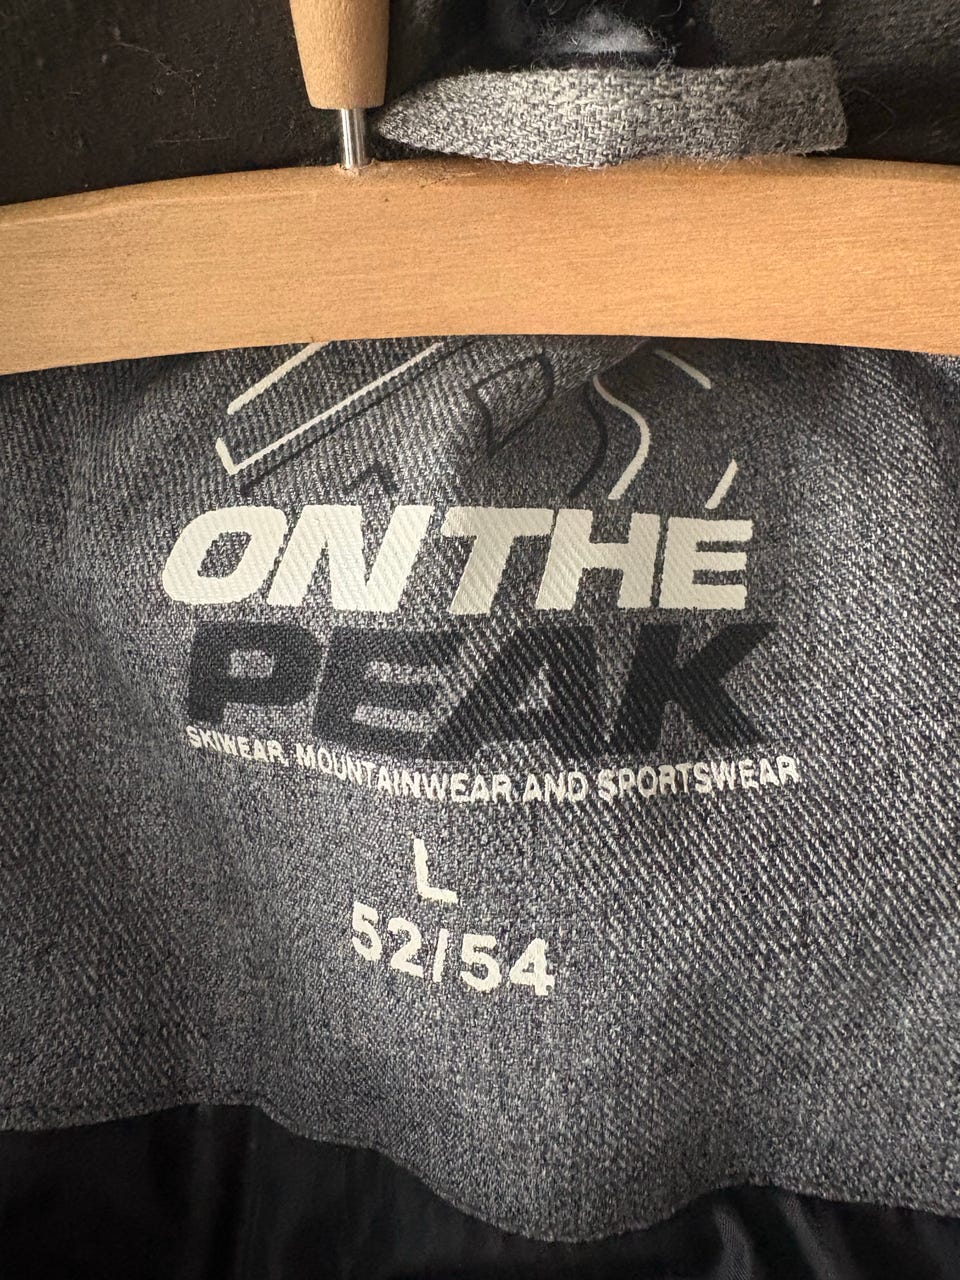 ON THE
PEAK
SKIWEAR MOUNTAINWEAR AND SPORTSWEAR
L
52/54